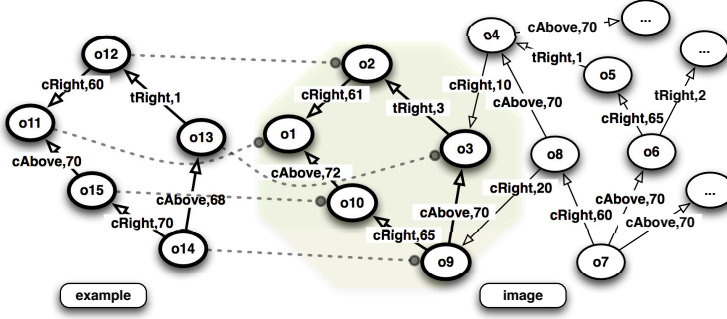 o12
cRight,60
tRight,1
o11
o13
cAbove,70
o15
cAbove,68
cRight,70
o14
example
o2
cRight,61
tRight,3
o1
o3
cAbove,72
o10
cAbove,70
cRight,65
o9
o4
cAbove,70
...
tRight,1
...
o5
cRight,10
cAbove,70
tRight,2
cRight,65
o8
o6
cRight,20
cAbove,70
...
cRight,60
cAbove,70
o7
image